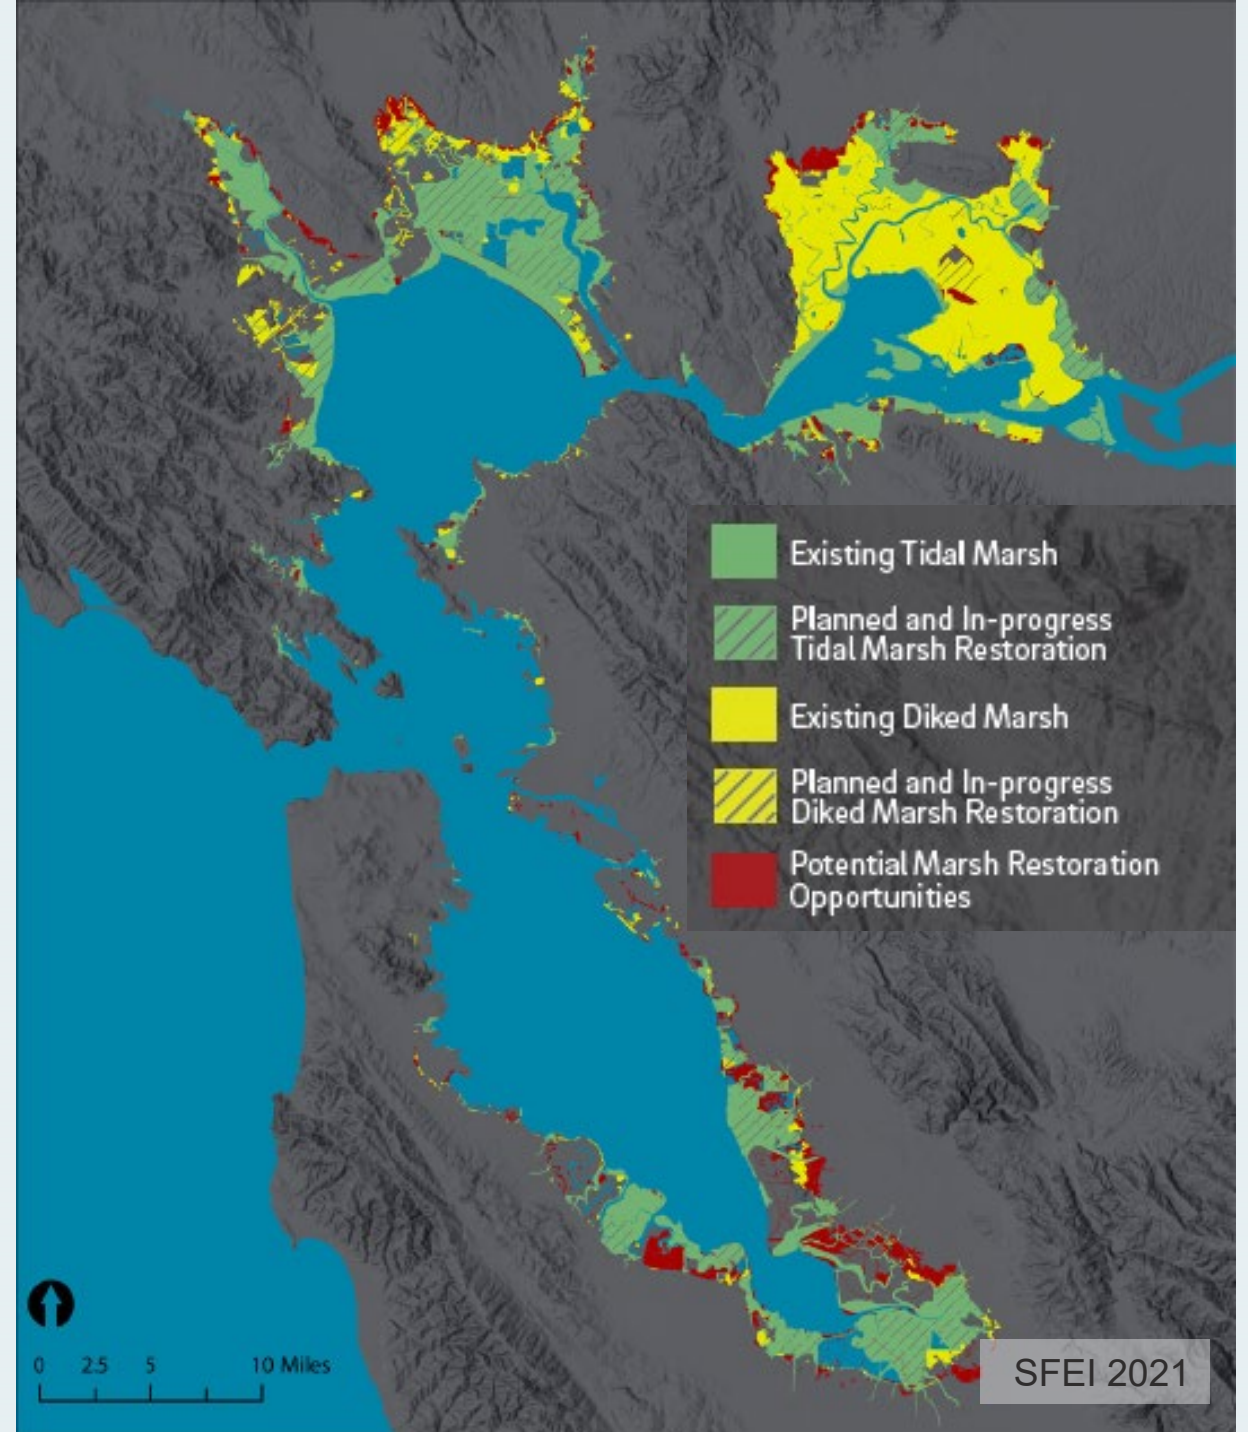 Existing Tidal Marsh
Planned and In-progress
Tidal Marsh Restoration
Existing Diked Marsh
Planned and In-progress
Diked Marsh Restoration
Potential Marsh Restoration
Opportunities
0 2.5 5 10 Miles
SFEI 2021